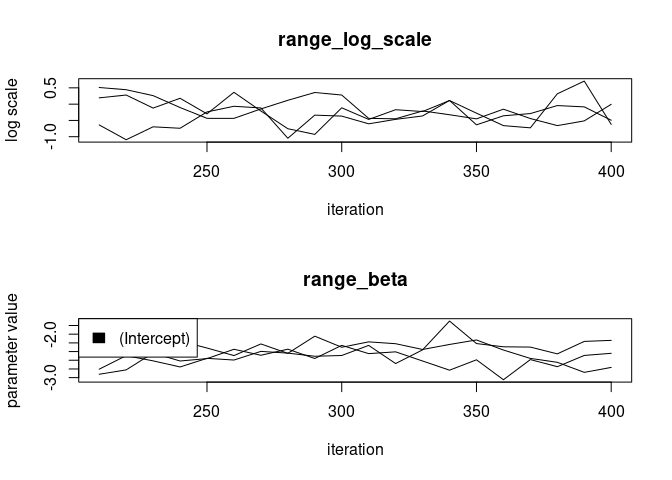 range_log_scale
log scale
0.5
-1.0
250
300
350
400
iteration
range_beta
parameter value
-2.0
-3.0
(Intercept)
250
300
350
400
iteration